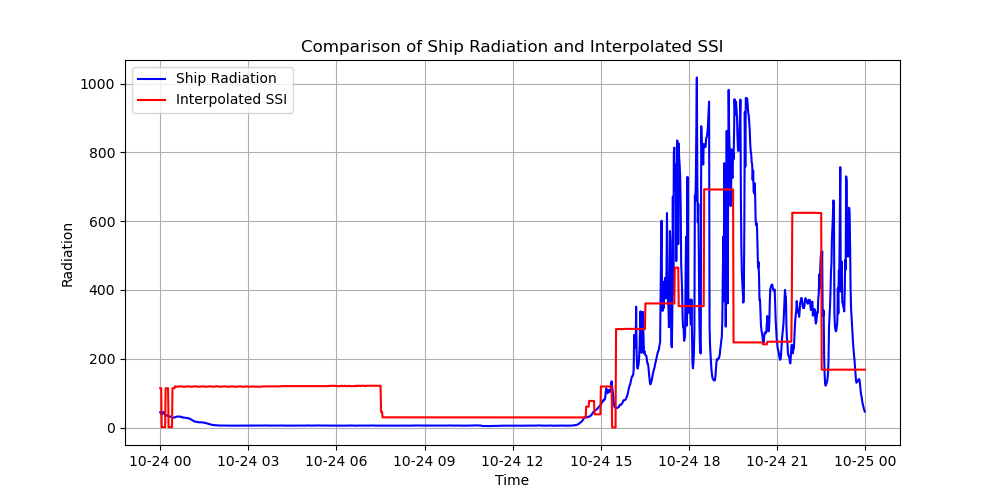 Comparison of Ship Radiation and Interpolated SSI
Ship Radiation
Interpolated SSI
Radiation
1000
800
600
400
200
0
10-24 00 10-24 03 10-24 06 10-24 09 10-24 12 10-24 15 10-24 18 10-24 21 10-25 00
Time